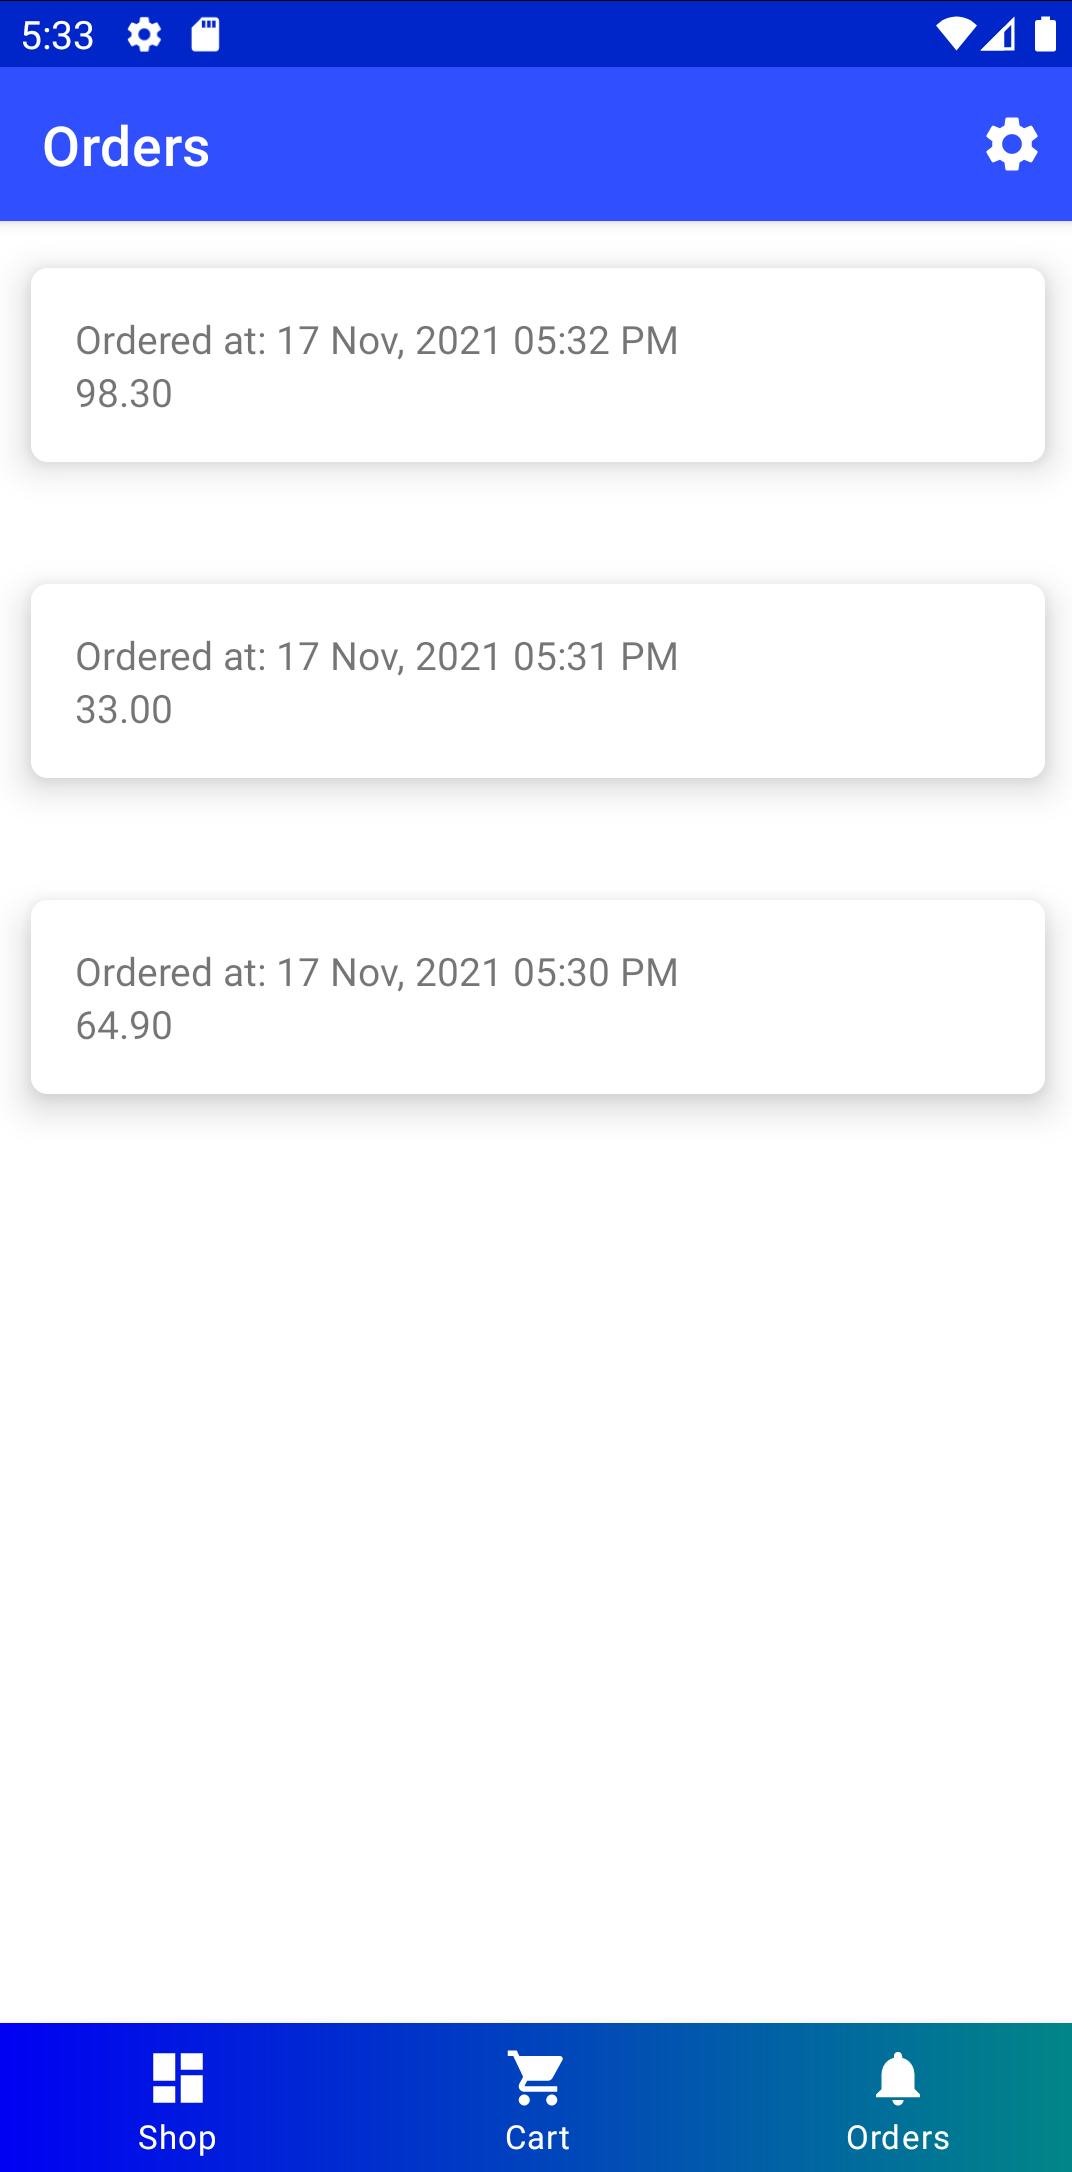 5:33
Orders
Ordered at: 17 Nov, 2021 05:32 PM
98.30
Ordered at: 17 Nov, 2021 05:31 PM
33.00
Ordered at: 17 Nov, 2021 05:30 PM
64.90
Shop
Cart
Orders